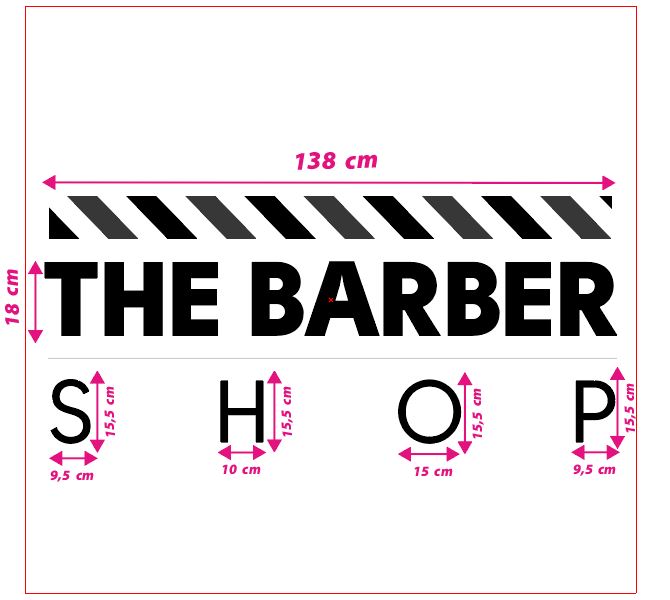 138 cm
18 cm
THE BARBER
S H O P
15,5 cm
15,5 cm
15,5 cm
15,5 cm
9,5 cm
10 cm
15 cm
9,5 cm